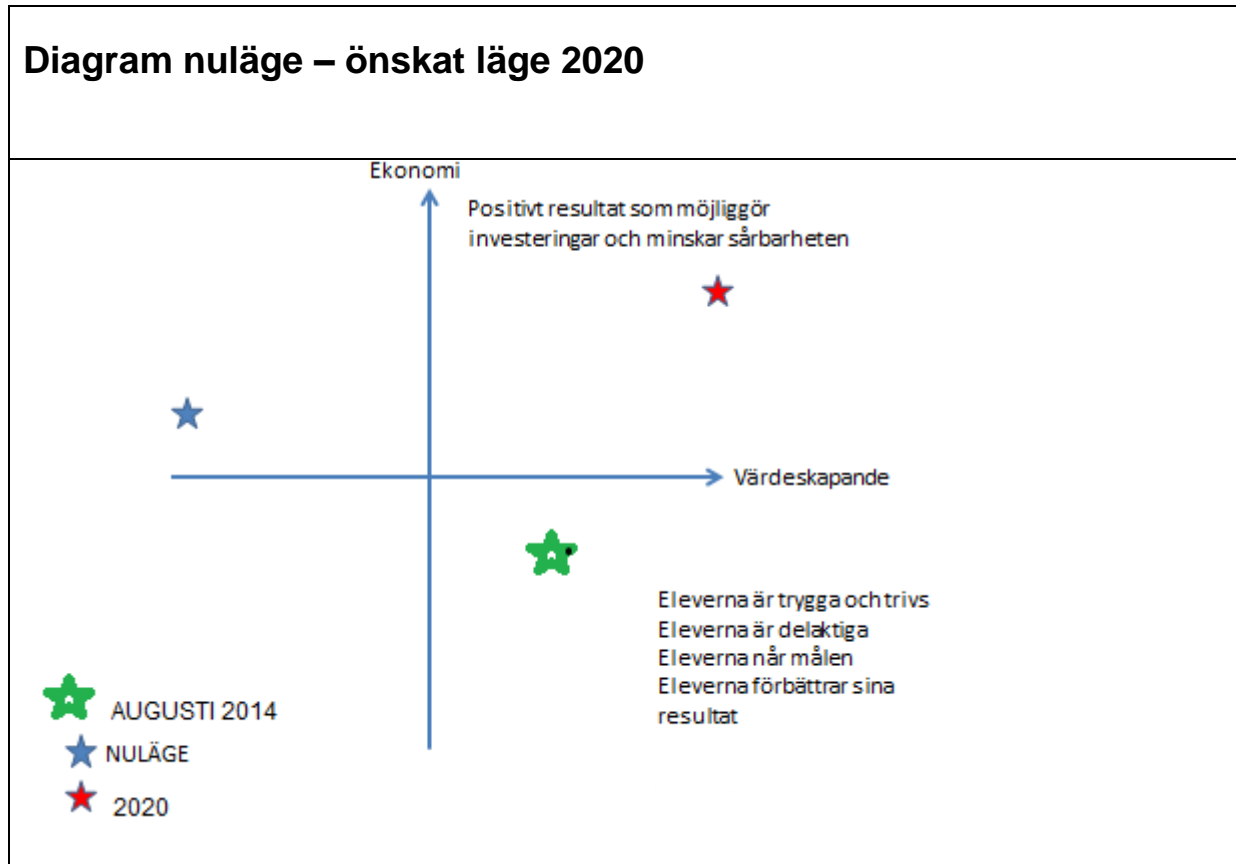 Diagram nuläge – önskat läge 2020
Ekonomi
Positivt resultat som möjliggör
investeringar och minskar sårbarheten
Värdeskapande
Eleverna är trygga och trivs
Eleverna är delaktiga
Eleverna når målen
Eleverna förbättrar sina
resultat
AUGUSTI 2014
NULÄGE
2020